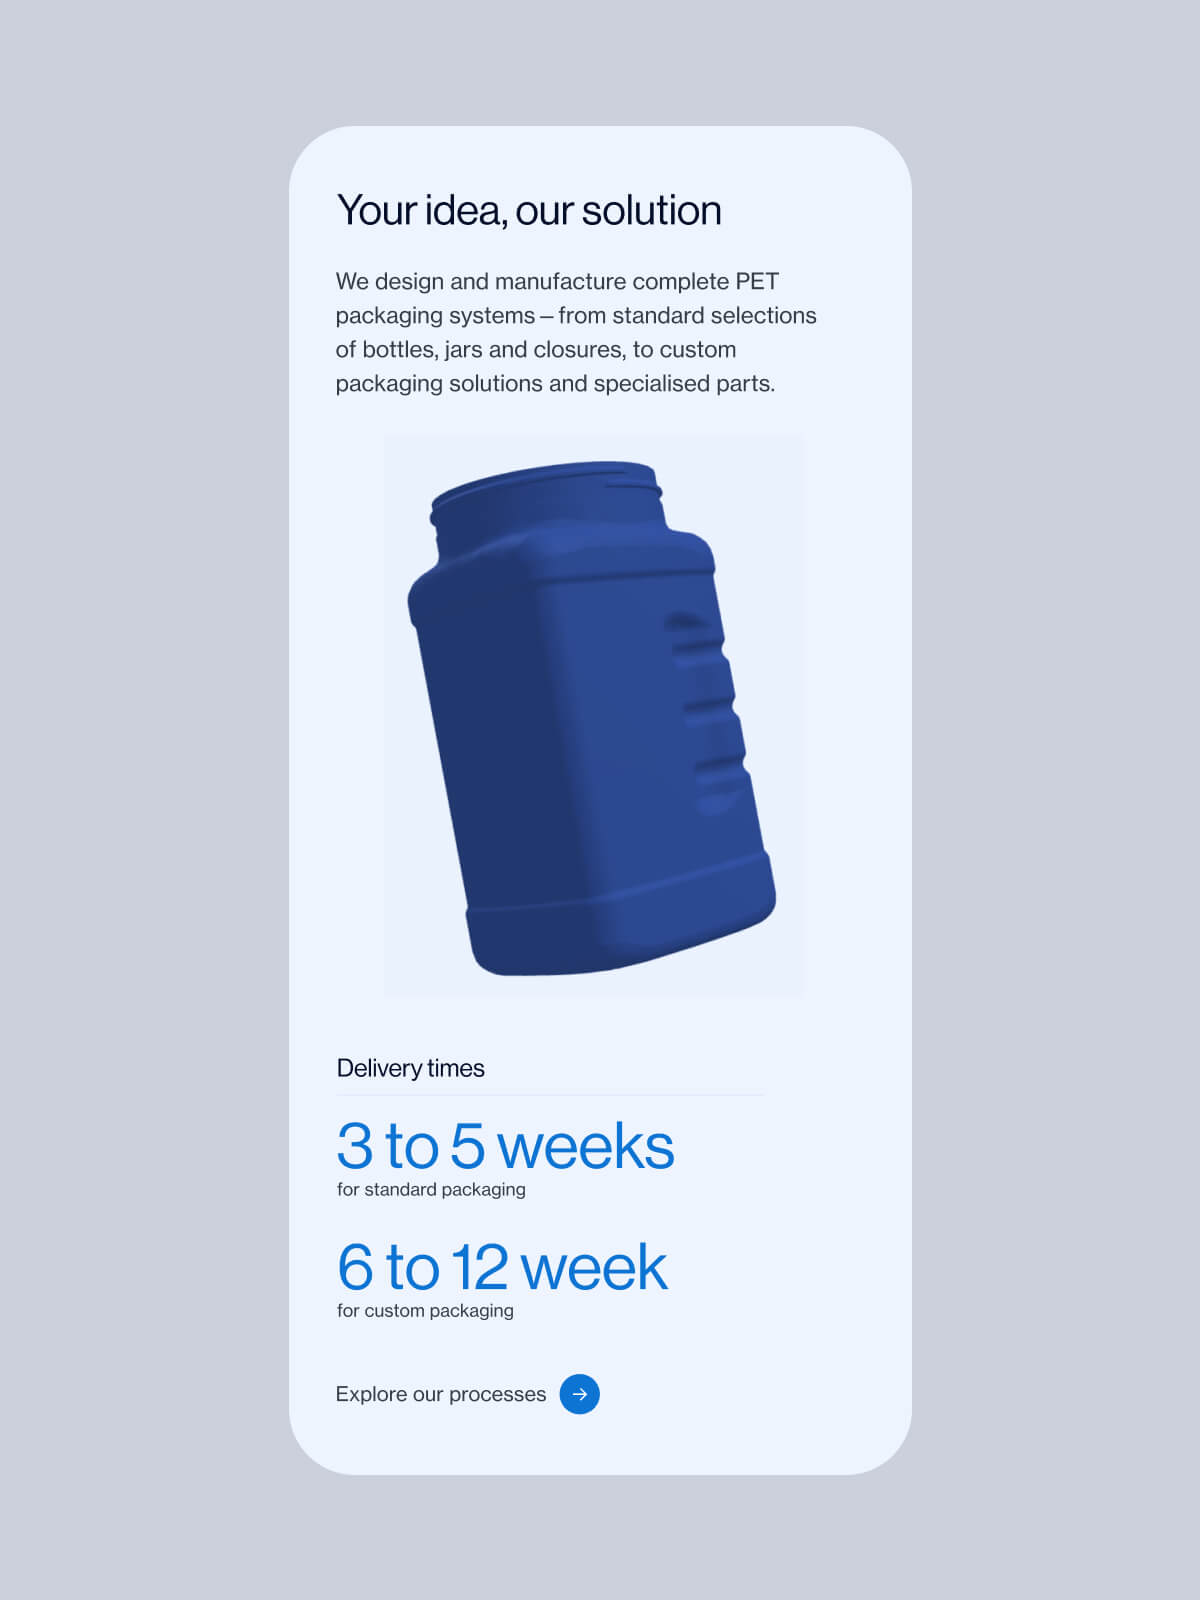 Your idea, our solution
We design and manufacture complete PET
packaging systems – from standard selections
of bottles, jars and closures, to custom
packaging solutions and specialised parts.
Delivery times
3 to 5 weeks
for standard packaging
6 to 12 week
for custom packaging
Explore our processes